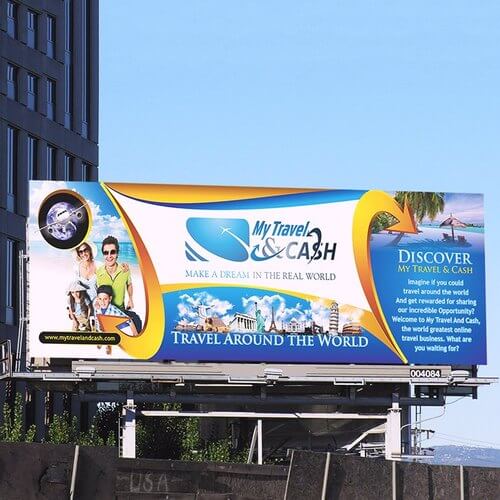 My Travel
& CASH
MAKE A DREAM IN THE REAL WORLD
TRAVEL AROUND THE WORLD
www.mytravelandcash.com
DISCOVER
MY TRAVEL & CASH
Imagine if you could
travel around the world
And get rewarded for sharing
our incredible Opportunity?
Welcome to My Travel And Cash,
the world greatest online
travel business. What are
you waiting for?
004084
USA